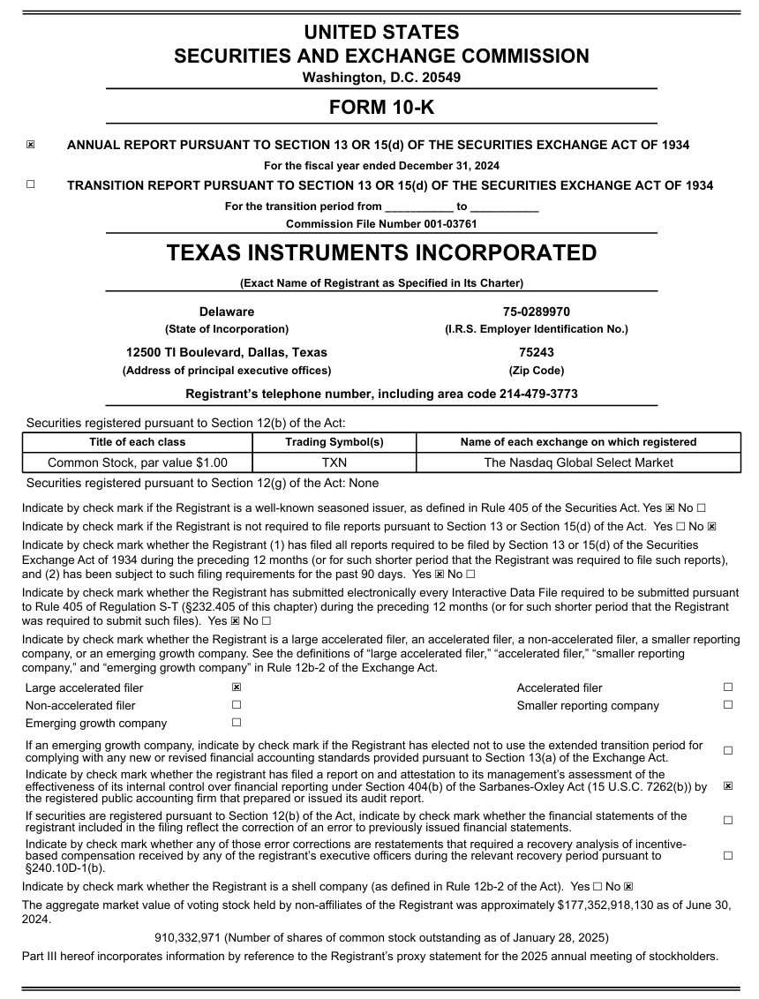 UNITED STATES
SECURITIES AND EXCHANGE COMMISSION
Washington, D.C. 20549
FORM 10-K
☒ ANNUAL REPORT PURSUANT TO SECTION 13 OR 15(d) OF THE SECURITIES EXCHANGE ACT OF 1934
For the fiscal year ended December 31, 2024
☐ TRANSITION REPORT PURSUANT TO SECTION 13 OR 15(d) OF THE SECURITIES EXCHANGE ACT OF 1934
For the transition period from ___________ to ___________
Commission File Number 001-03761
TEXAS INSTRUMENTS INCORPORATED
(Exact Name of Registrant as Specified in Its Charter)
Delaware 75-0289970
(State of Incorporation) (I.R.S. Employer Identification No.)
12500 TI Boulevard, Dallas, Texas 75243
(Address of principal executive offices) (Zip Code)
Registrant’s telephone number, including area code 214-479-3773
Securities registered pursuant to Section 12(b) of the Act:
Title of each class Trading Symbol(s) Name of each exchange on which registered
Common Stock, par value $1.00 TXN The Nasdaq Global Select Market
Securities registered pursuant to Section 12(g) of the Act: None
Indicate by check mark if the Registrant is a well-known seasoned issuer, as defined in Rule 405 of the Securities Act. Yes ☒ No ☐
Indicate by check mark if the Registrant is not required to file reports pursuant to Section 13 or Section 15(d) of the Act. Yes ☐ No ☒
Indicate by check mark whether the Registrant (1) has filed all reports required to be filed by Section 13 or 15(d) of the Securities
Exchange Act of 1934 during the preceding 12 months (or for such shorter period that the Registrant was required to file such reports),
and (2) has been subject to such filing requirements for the past 90 days. Yes ☒ No ☐
Indicate by check mark whether the Registrant has submitted electronically every Interactive Data File required to be submitted pursuant
to Rule 405 of Regulation S-T (§232.405 of this chapter) during the preceding 12 months (or for such shorter period that the Registrant
was required to submit such files). Yes ☒ No ☐
Indicate by check mark whether the Registrant is a large accelerated filer, an accelerated filer, a non-accelerated filer, a smaller reporting
company, or an emerging growth company. See the definitions of “large accelerated filer,” “accelerated filer,” “smaller reporting
company,” and “emerging growth company” in Rule 12b-2 of the Exchange Act.
Large accelerated filer ☒ Accelerated filer ☐
Non-accelerated filer ☐ Smaller reporting company ☐
Emerging growth company ☐
If an emerging growth company, indicate by check mark if the Registrant has elected not to use the extended transition period for
complying with any new or revised financial accounting standards provided pursuant to Section 13(a) of the Exchange Act. ☐
Indicate by check mark whether the registrant has filed a report on and attestation to its management’s assessment of the
effectiveness of its internal control over financial reporting under Section 404(b) of the Sarbanes-Oxley Act (15 U.S.C. 7262(b)) by ☒
the registered public accounting firm that prepared or issued its audit report.
If securities are registered pursuant to Section 12(b) of the Act, indicate by check mark whether the financial statements of the
registrant included in the filing reflect the correction of an error to previously issued financial statements. ☐
Indicate by check mark whether any of those error corrections are restatements that required a recovery analysis of incentive-
based compensation received by any of the registrant’s executive officers during the relevant recovery period pursuant to ☐
§240.10D-1(b).
Indicate by check mark whether the Registrant is a shell company (as defined in Rule 12b-2 of the Act). Yes ☐ No ☒
The aggregate market value of voting stock held by non-affiliates of the Registrant was approximately $177,352,918,130 as of June 30,
2024.
910,332,971 (Number of shares of common stock outstanding as of January 28, 2025)
Part III hereof incorporates information by reference to the Registrant’s proxy statement for the 2025 annual meeting of stockholders.